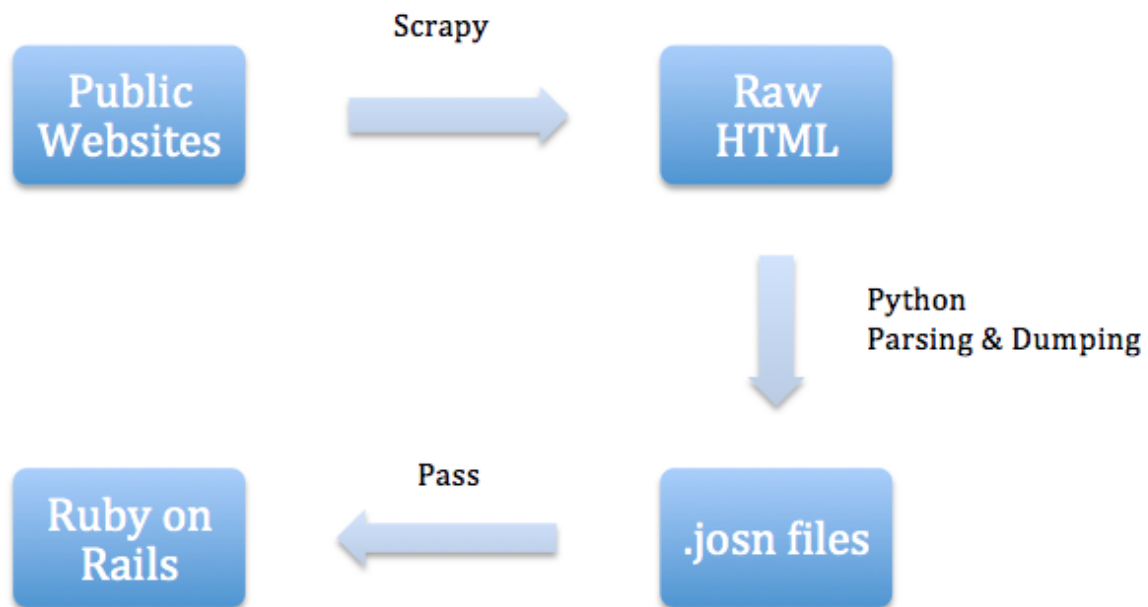 Scrapy
Public
Websites
Raw
HTML
Python
Parsing & Dumping
Pass
Ruby on
Rails
.josn files